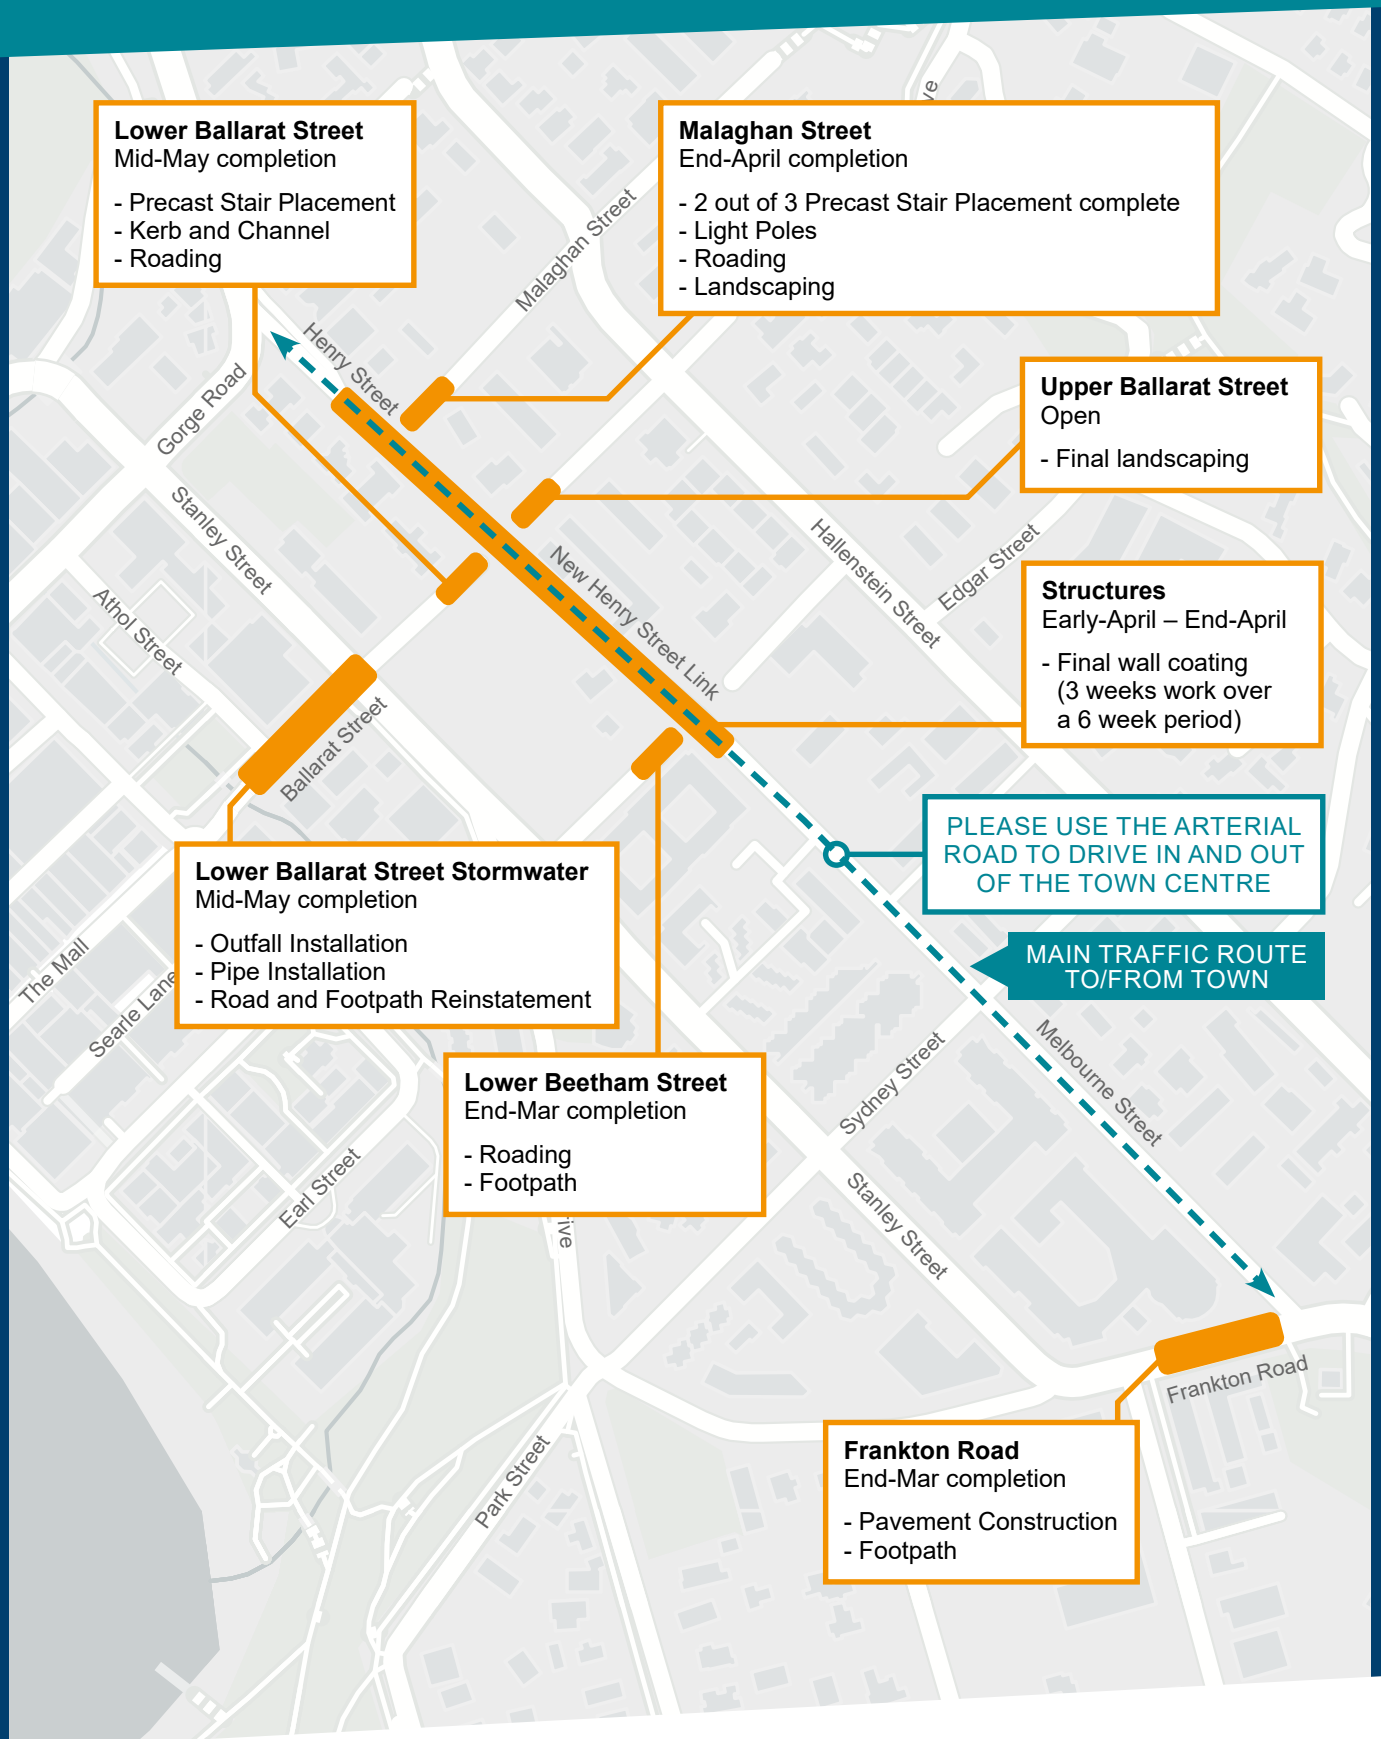 Lower Ballarat Street
Mid-May completion
- Precast Stair Placement
- Kerb and Channel
- Roading
Malaghan Street
End-April completion
- 2 out of 3 Precast Stair Placement complete
- Light Poles
- Roading
- Landscaping
Upper Ballarat Street
Open
- Final landscaping
Structures
Early-April – End-April
- Final wall coating
(3 weeks work over
a 6 week period)
PLEASE USE THE ARTERIAL
ROAD TO DRIVE IN AND OUT
OF THE TOWN CENTRE
MAIN TRAFFIC ROUTE
TO/FROM TOWN
Lower Ballarat Street Stormwater
Mid-May completion
- Outfall Installation
- Pipe Installation
- Road and Footpath Reinstatement
Lower Beetham Street
End-Mar completion
- Roading
- Footpath
Frankton Road
End-Mar completion
- Pavement Construction
- Footpath
Malaghan Street
Henry Street
Gorge Road
Stanley Street
Athol Street
Ballarat Street
New Henry Street Link
Hallenstein Street
Edgar Street
The Mall
Searle Lane
Earl Street
Sydney Street
Melbourne Street
Stanley Street
Frankton Road
Park Street